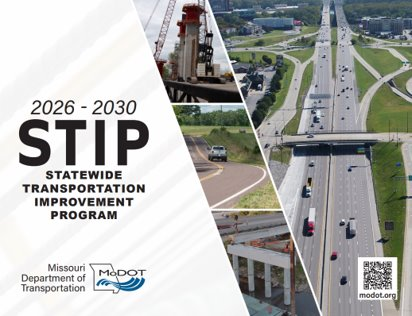 2026 - 2030
STIP
STATEWIDE
TRANSPORTATION
IMPROVEMENT
PROGRAM
Missouri
Department of
Transportation
MoDOT
modot.org